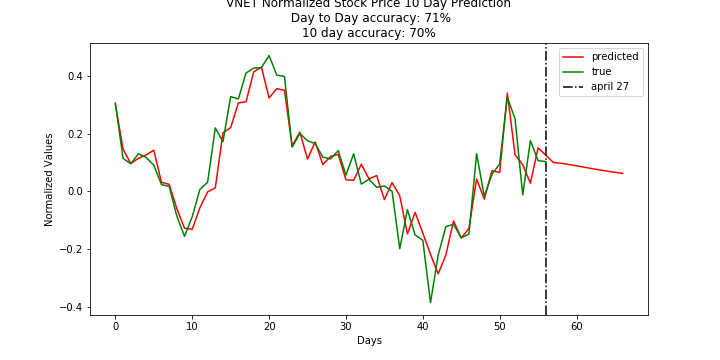 VNET Normalized Stock Price 10 Day Prediction
Day to Day accuracy: 71%
10 day accuracy: 70%
predicted
true
april 27
Normalized Values
0.4
0.2
0.0
−0.2
−0.4
0
10
20
30
40
50
60
Days